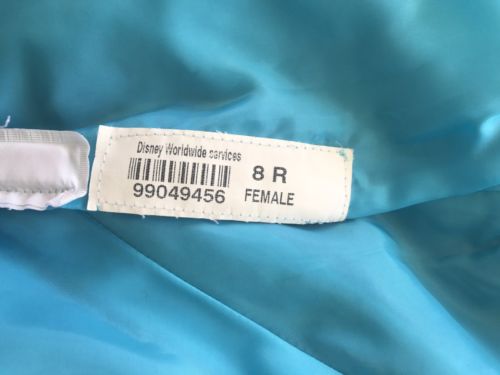 Disney Worldwide services
8 R
99049456
FEMALE